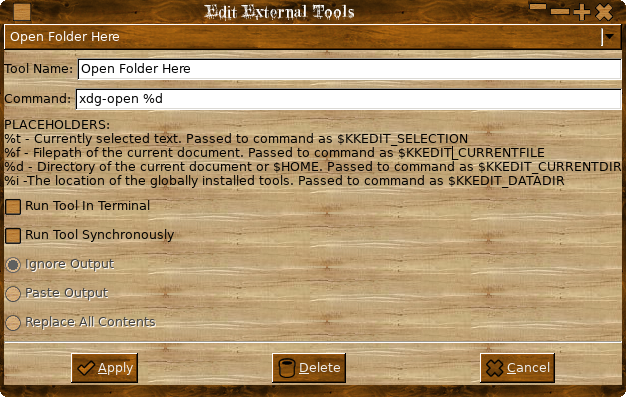 Edit External Tools
Open Folder Here
Tool Name: Open Folder Here
Command: xdg-open %d
PLACEHOLDERS:
%t - Currently selected text. Passed to command as $KKEDIT_SELECTION
%f - Filepath of the current document. Passed to command as $KKEDIT_CURRENTFILE
%d - Directory of the current document or $HOME. Passed to command as $KKEDIT_CURRENTDIR
%i -The location of the globally installed tools. Passed to command as $KKEDIT_DATADIR
Run Tool In Terminal
Run Tool Synchronously
Ignore Output
Paste Output
Replace All Contents
Apply Delete Cancel